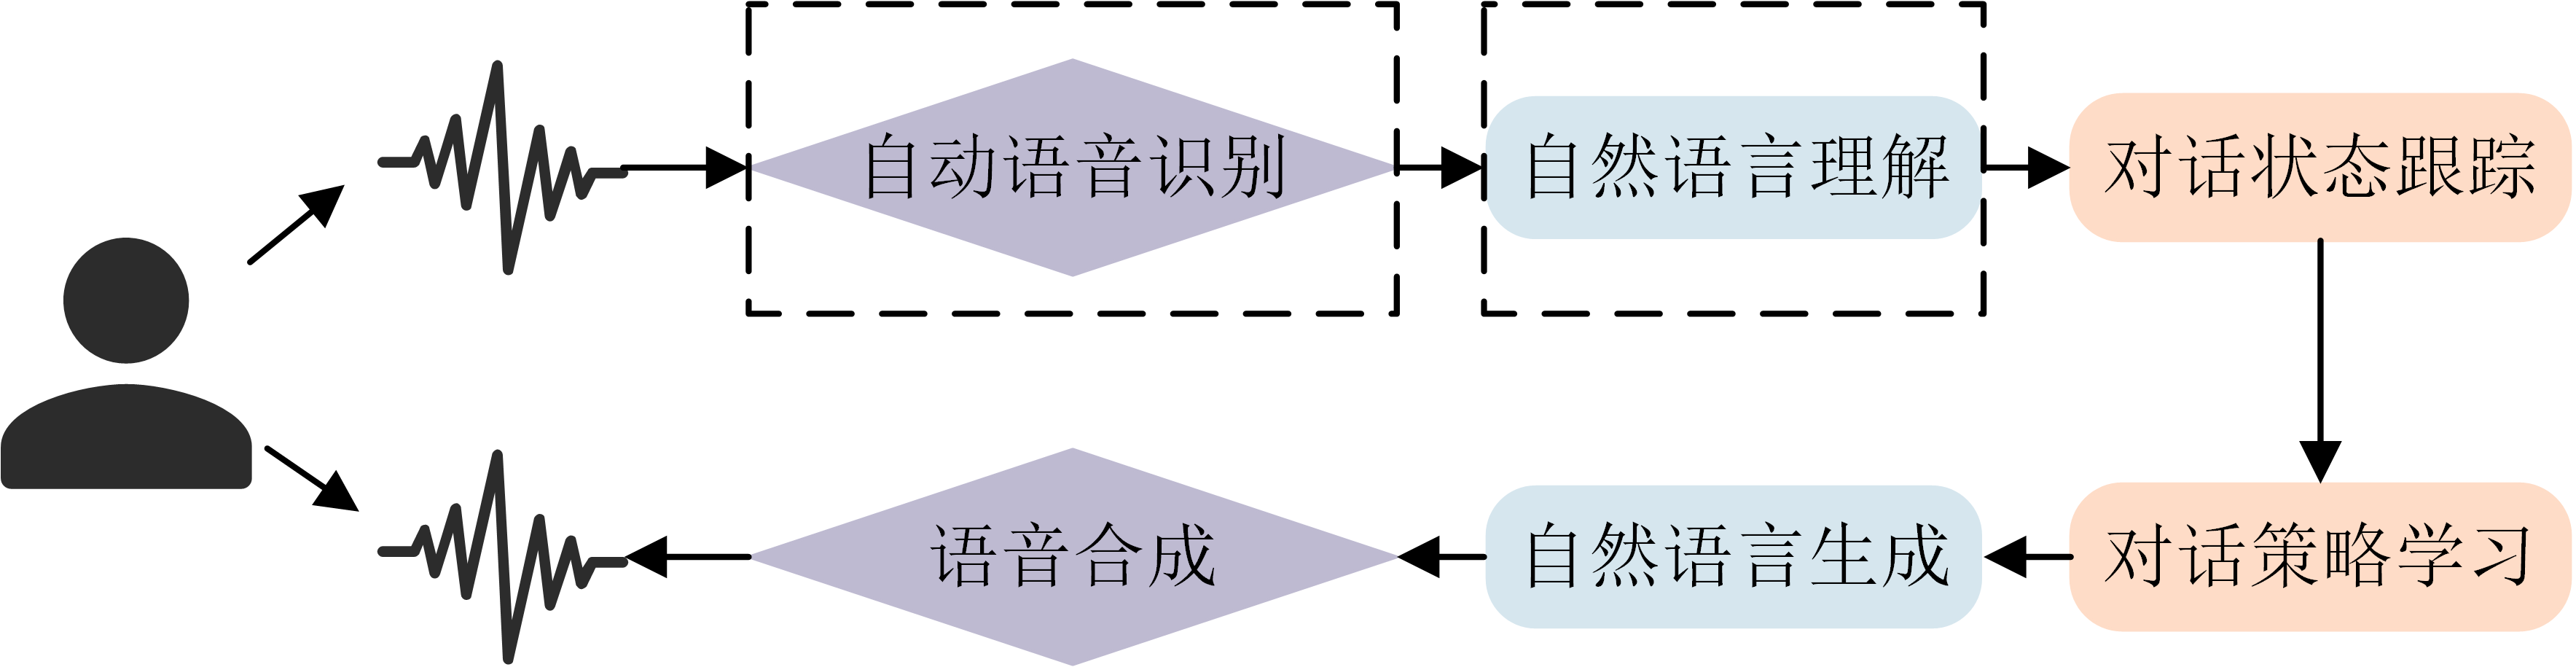 自动语音识别
自然语言理解
对话状态跟踪
语音合成
自然语言生成
对话策略学习